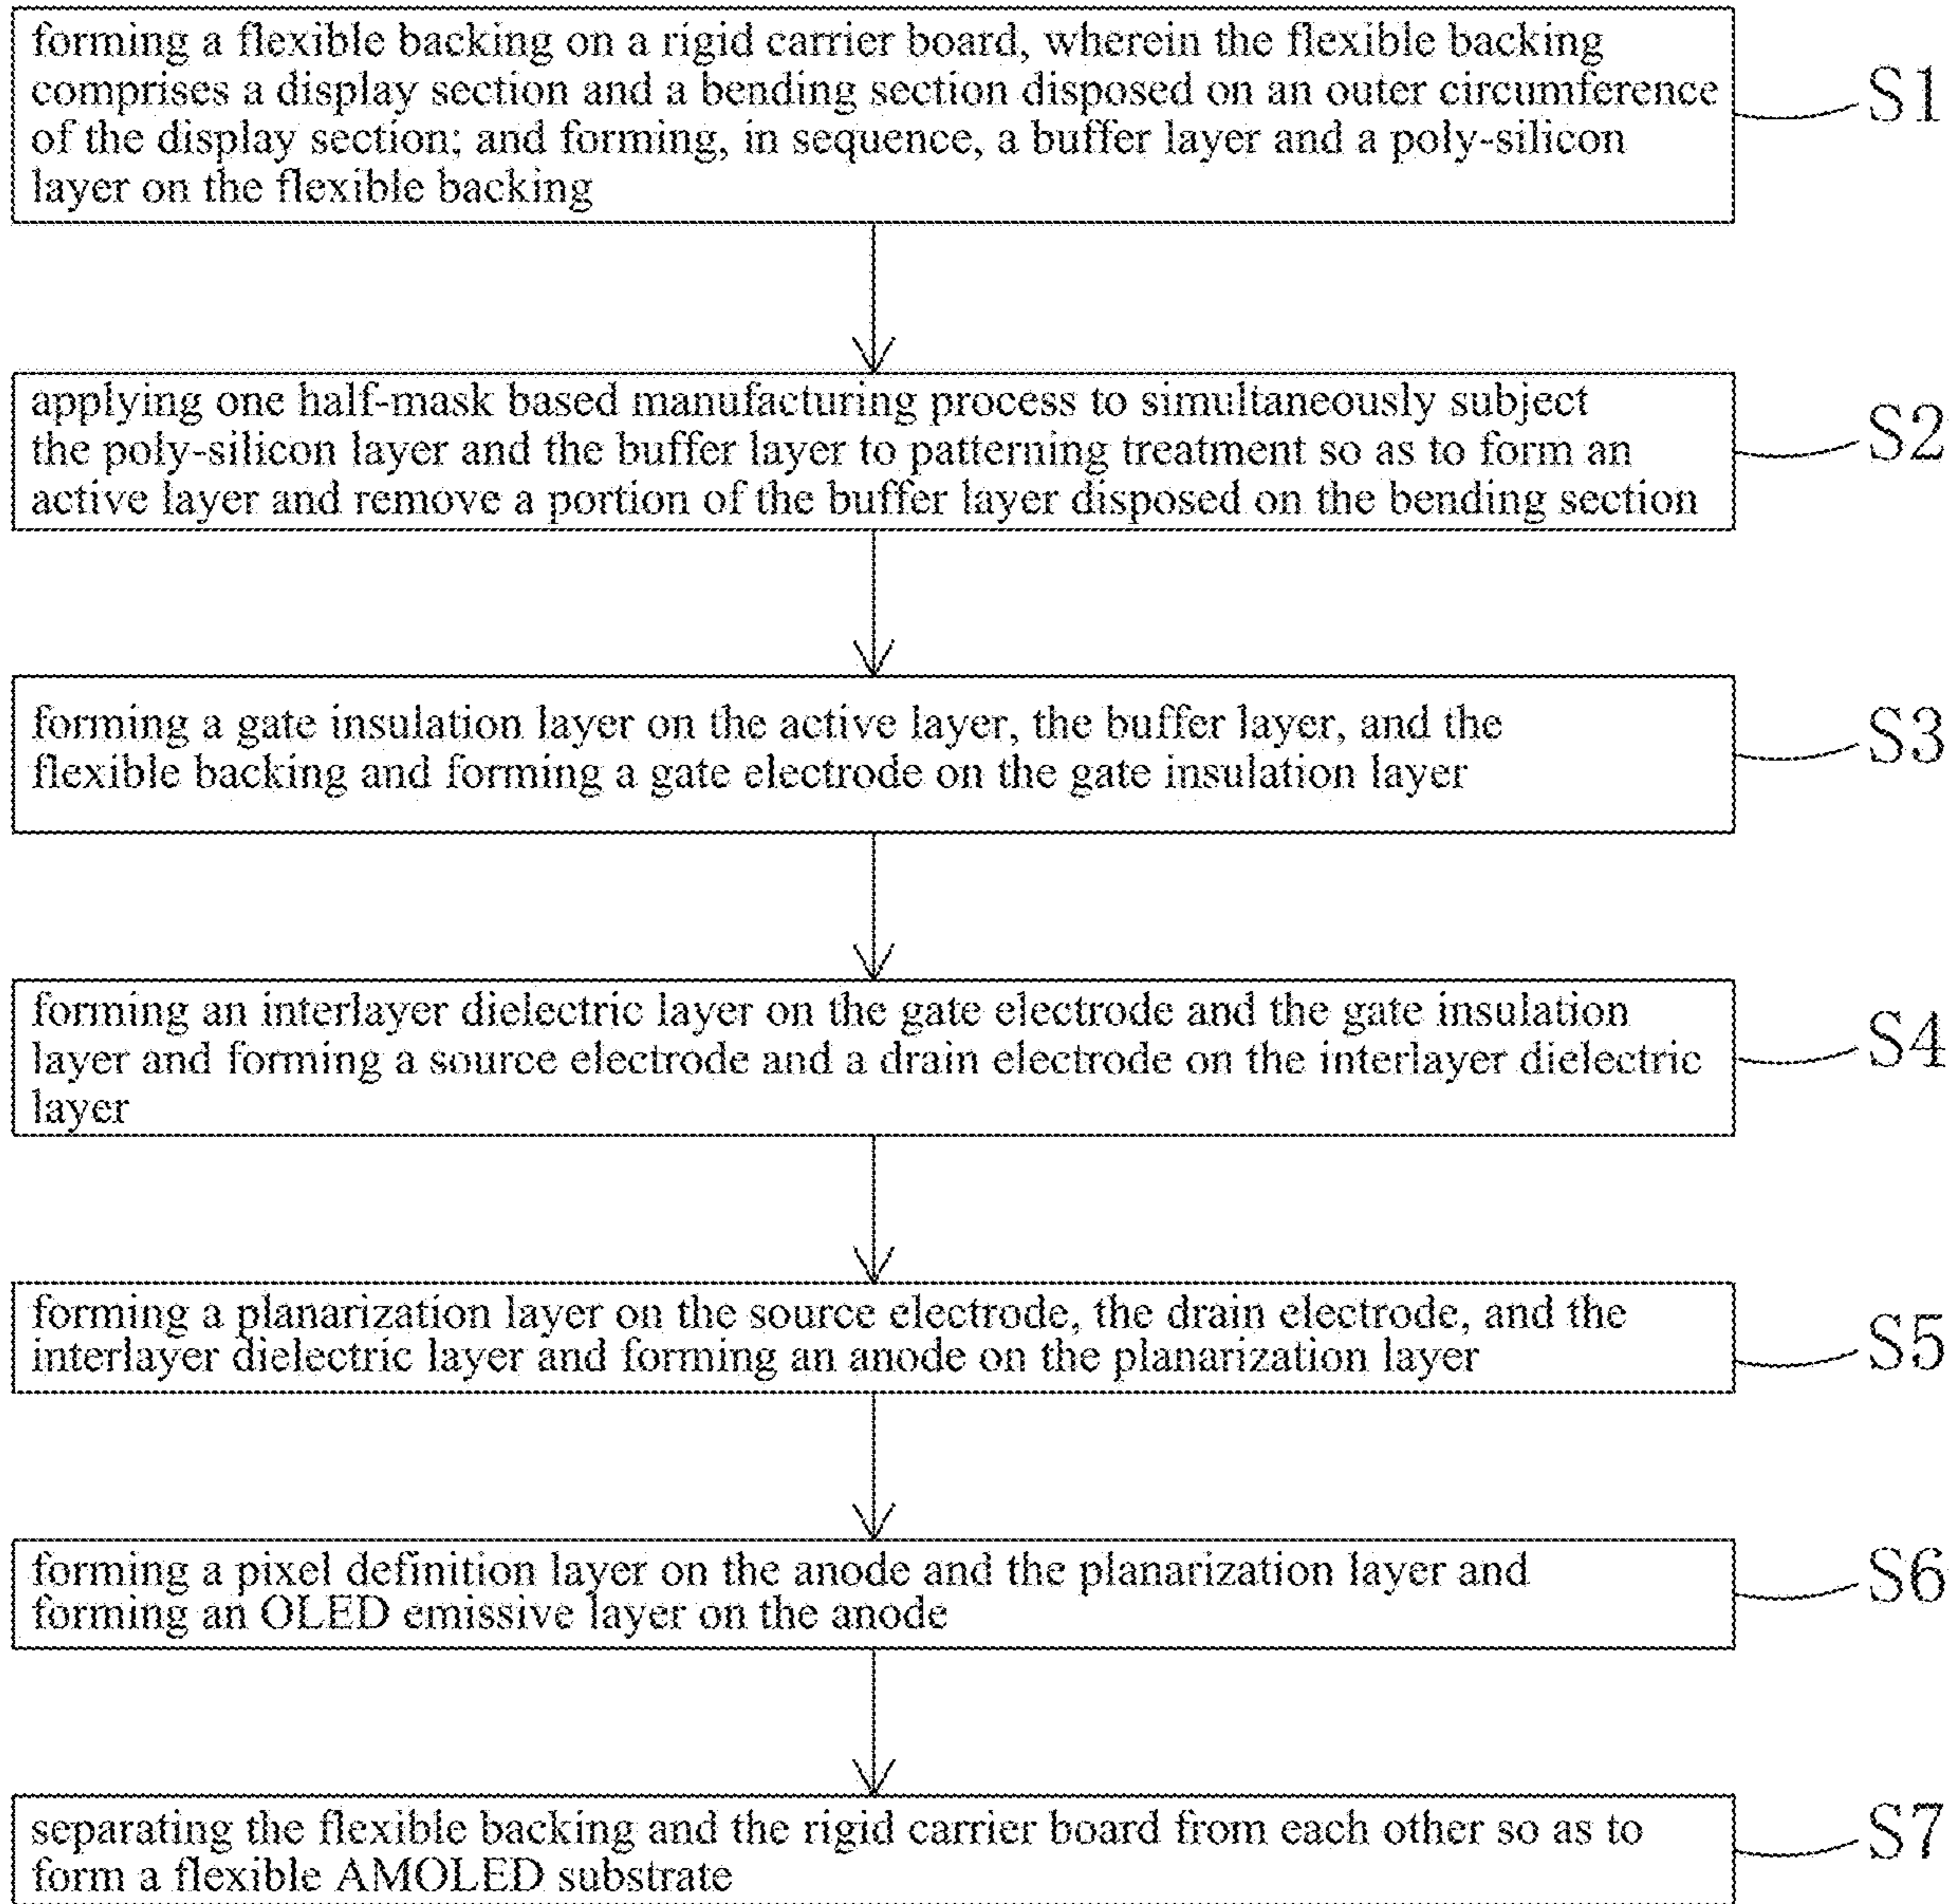 forming a flexible backing on a rigid carrier board, wherein the flexible backing
comprises a display section and a bending section disposed on an outer circumference
of the display section; and forming, in sequence, a buffer layer and a poly-silicon
layer on the flexible backing
S1
applying one half-mask based manufacturing process to simultaneously subject
the poly-silicon layer and the buffer layer to patterning treatment so as to form an
active layer and remove a portion of the buffer layer disposed on the bending section
S2
forming a gate insulation layer on the active layer, the buffer layer, and the
flexible backing and forming a gate electrode on the gate insulation layer
S3
forming an interlayer dielectric layer on the gate electrode and the gate insulation
layer and forming a source electrode and a drain electrode on the interlayer dielectric
layer
S4
forming a planarization layer on the source electrode, the drain electrode, and the
interlayer dielectric layer and forming an anode on the planarization layer
S5
forming a pixel definition layer on the anode and the planarization layer and
forming an OLED emissive layer on the anode
S6
separating the flexible backing and the rigid carrier board from each other so as to
form a flexible AMOLED substrate
S7